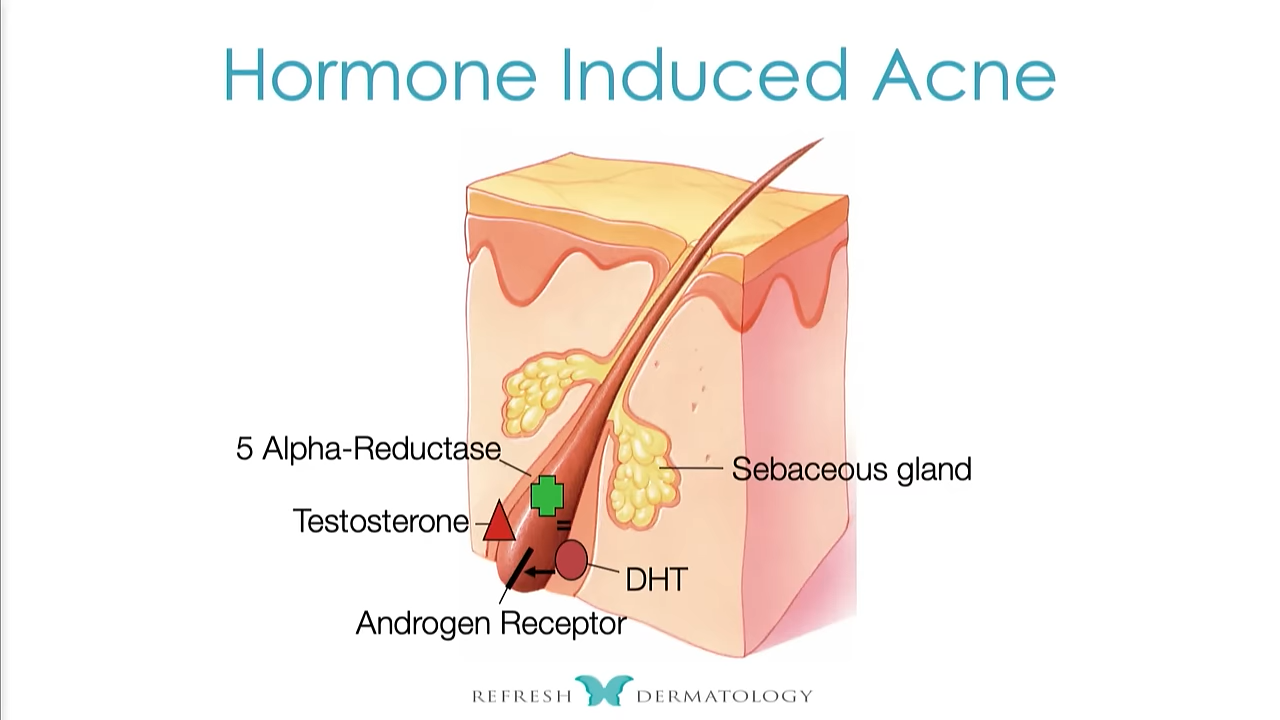 Hormone Induced Acne
5 Alpha-Reductase
Sebaceous gland
Testosterone
=
DHT
Androgen Receptor
REFRESH DERMATOLOGY